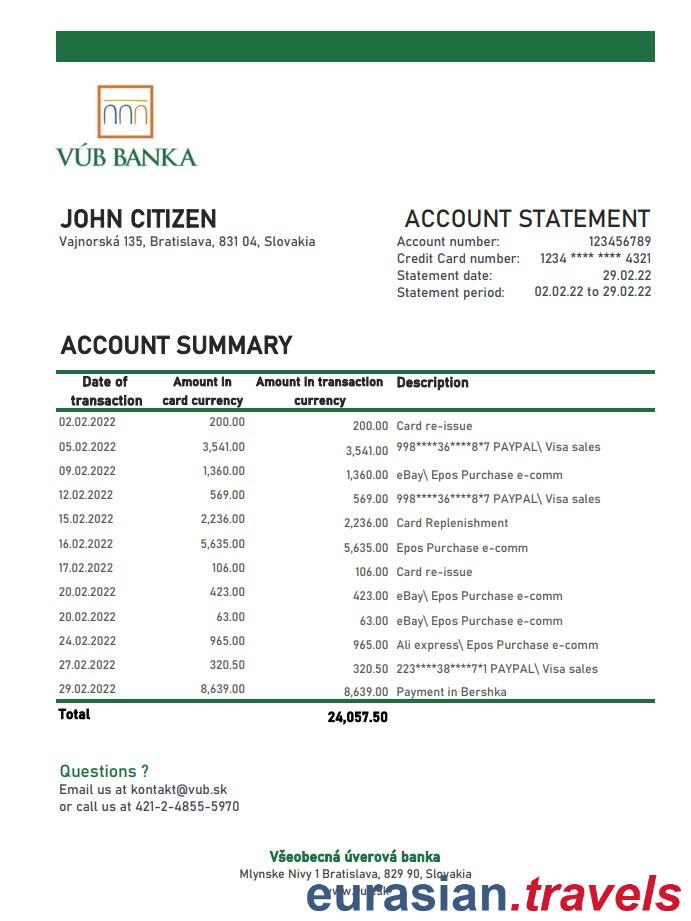 VÚB BANKA
JOHN CITIZEN
Vajnorská 135, Bratislava, 831 04, Slovakia
ACCOUNT STATEMENT
Account number: 123456789
Credit Card number: 1234 **** **** 4321
Statement date: 29.02.22
Statement period: 02.02.22 to 29.02.22
ACCOUNT SUMMARY
Date of transaction Amount in card currency Amount in transaction currency Description
02.02.2022 200.00 200.00 Card re-issue
05.02.2022 3,541.00 3,541.00 998****36****8*7 PAYPAL\ Visa sales
09.02.2022 1,360.00 1,360.00 eBay\ Epos Purchase e-comm
12.02.2022 569.00 569.00 998****36****8*7 PAYPAL\ Visa sales
15.02.2022 2,236.00 2,236.00 Card Replenishment
16.02.2022 5,635.00 5,635.00 Epos Purchase e-comm
17.02.2022 106.00 106.00 Card re-issue
20.02.2022 423.00 423.00 eBay\ Epos Purchase e-comm
20.02.2022 63.00 63.00 eBay\ Epos Purchase e-comm
24.02.2022 965.00 965.00 Ali express\ Epos Purchase e-comm
27.02.2022 320.50 320.50 223****38****7*1 PAYPAL\ Visa sales
29.02.2022 8,639.00 8,639.00 Payment in Bershka
Total 24,057.50
Questions ?
Email us at kontakt@vub.sk
or call us at 421-2-4855-5970
Všeobecná úverová banka
Mlynske Nivy 1 Bratislava, 829 90, Slovakia
eurasian.travels